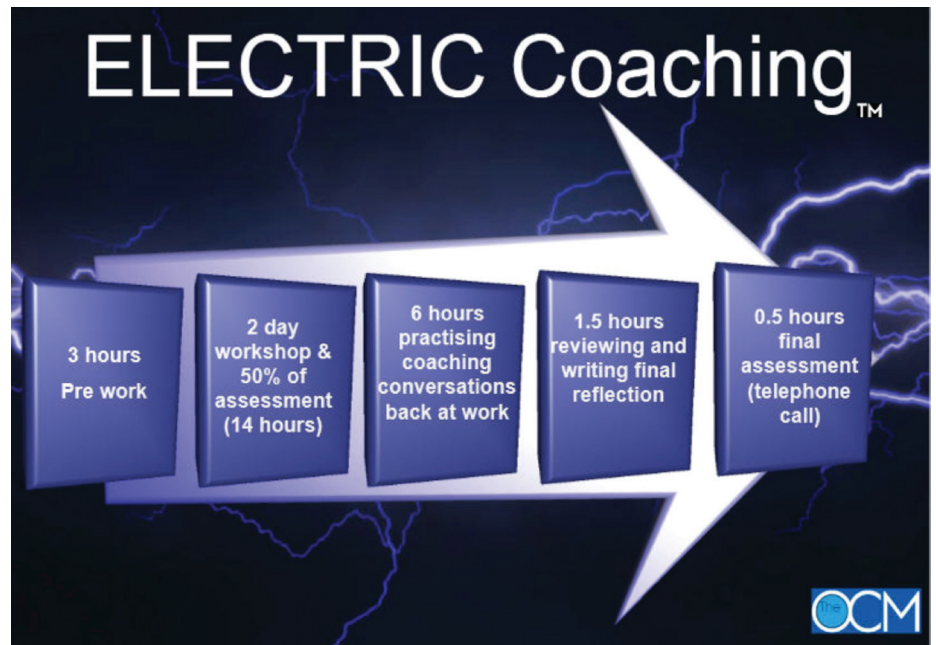 ELECTRIC Coaching TM
3 hours
Pre work
2 day
workshop &
50% of
assessment
(14 hours)
6 hours
practising
coaching
conversations
back at work
1.5 hours
reviewing and
writing final
reflection
0.5 hours
final
assessment
(telephone
call)
The OCM